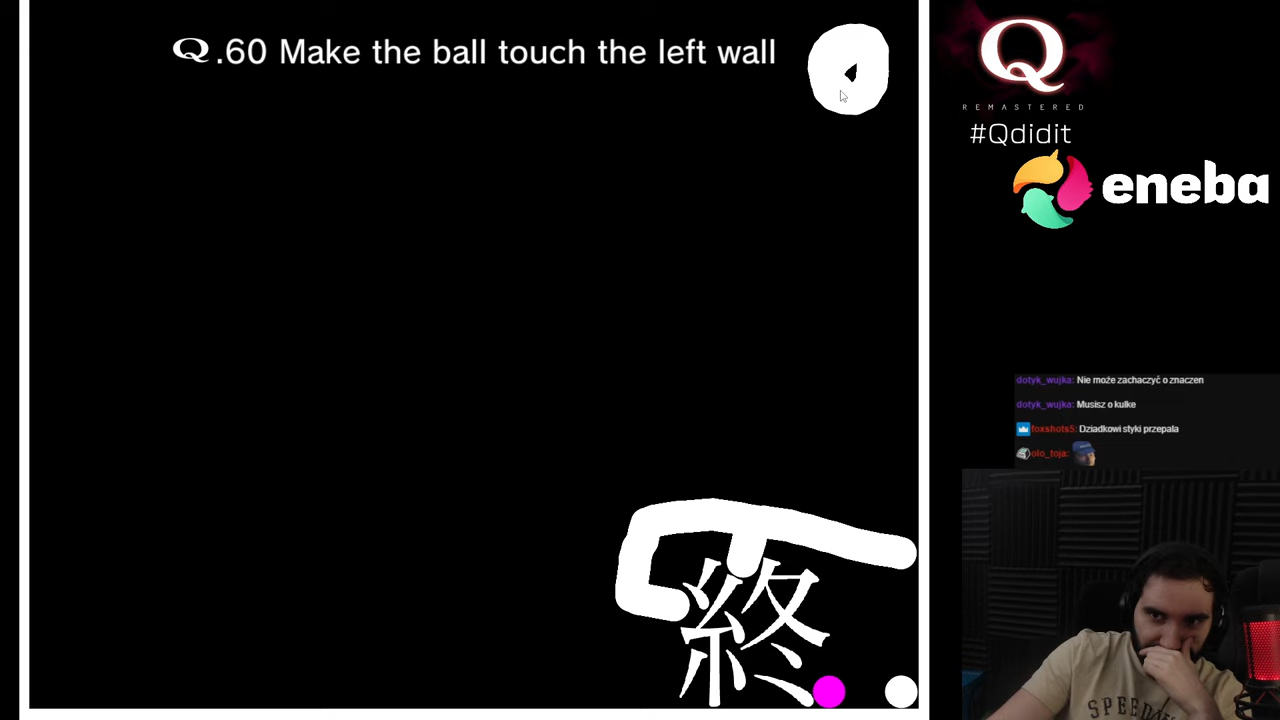 Q.60 Make the ball touch the left wall
Q
REMASTERED
#Qdidit
eneba
dotyk_wujka: Nie może zachaczyć o znaczen
dotyk_wujka: Musisz o kulke
foxshots5: Dziadkowi styki przepala
olo_toja:
終
SPEED